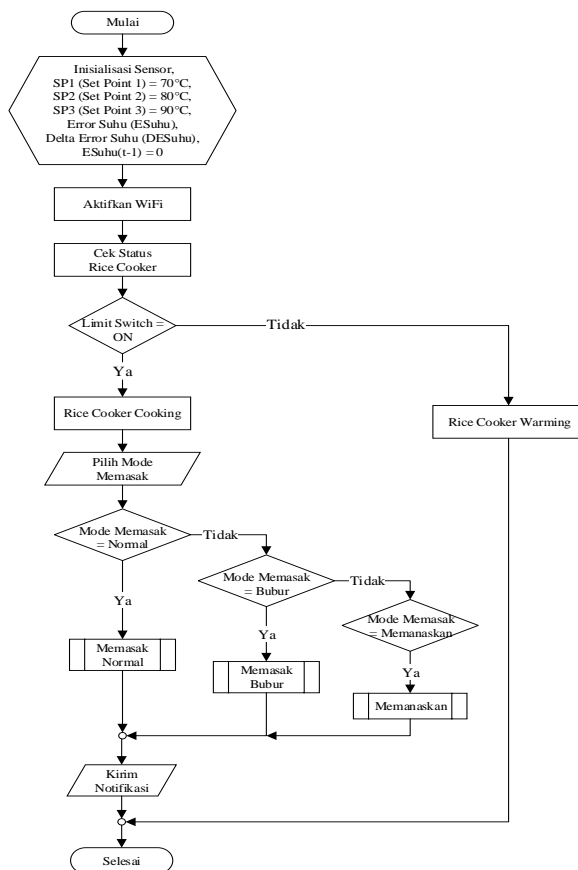 Mulai
Inisialisasi Sensor,
SP1 (Set Point 1) = 70°C,
SP2 (Set Point 2) = 80°C,
SP3 (Set Point 3) = 90°C,
Error Suhu (ESuhu),
Delta Error Suhu (DESuhu),
ESuhu(t-1) = 0
Aktifkan WiFi
Cek Status
Rice Cooker
Limit Switch =
ON
Tidak
Ya
Rice Cooker Cooking
Rice Cooker Warming
Pilih Mode
Memasak
Mode Memasak
= Normal
Tidak
Mode Memasak
= Bubur
Tidak
Mode Memasak
= Memanaskan
Ya
Ya
Ya
Memasak
Normal
Memasak
Bubur
Memanaskan
Kirim
Notifikasi
Selesai